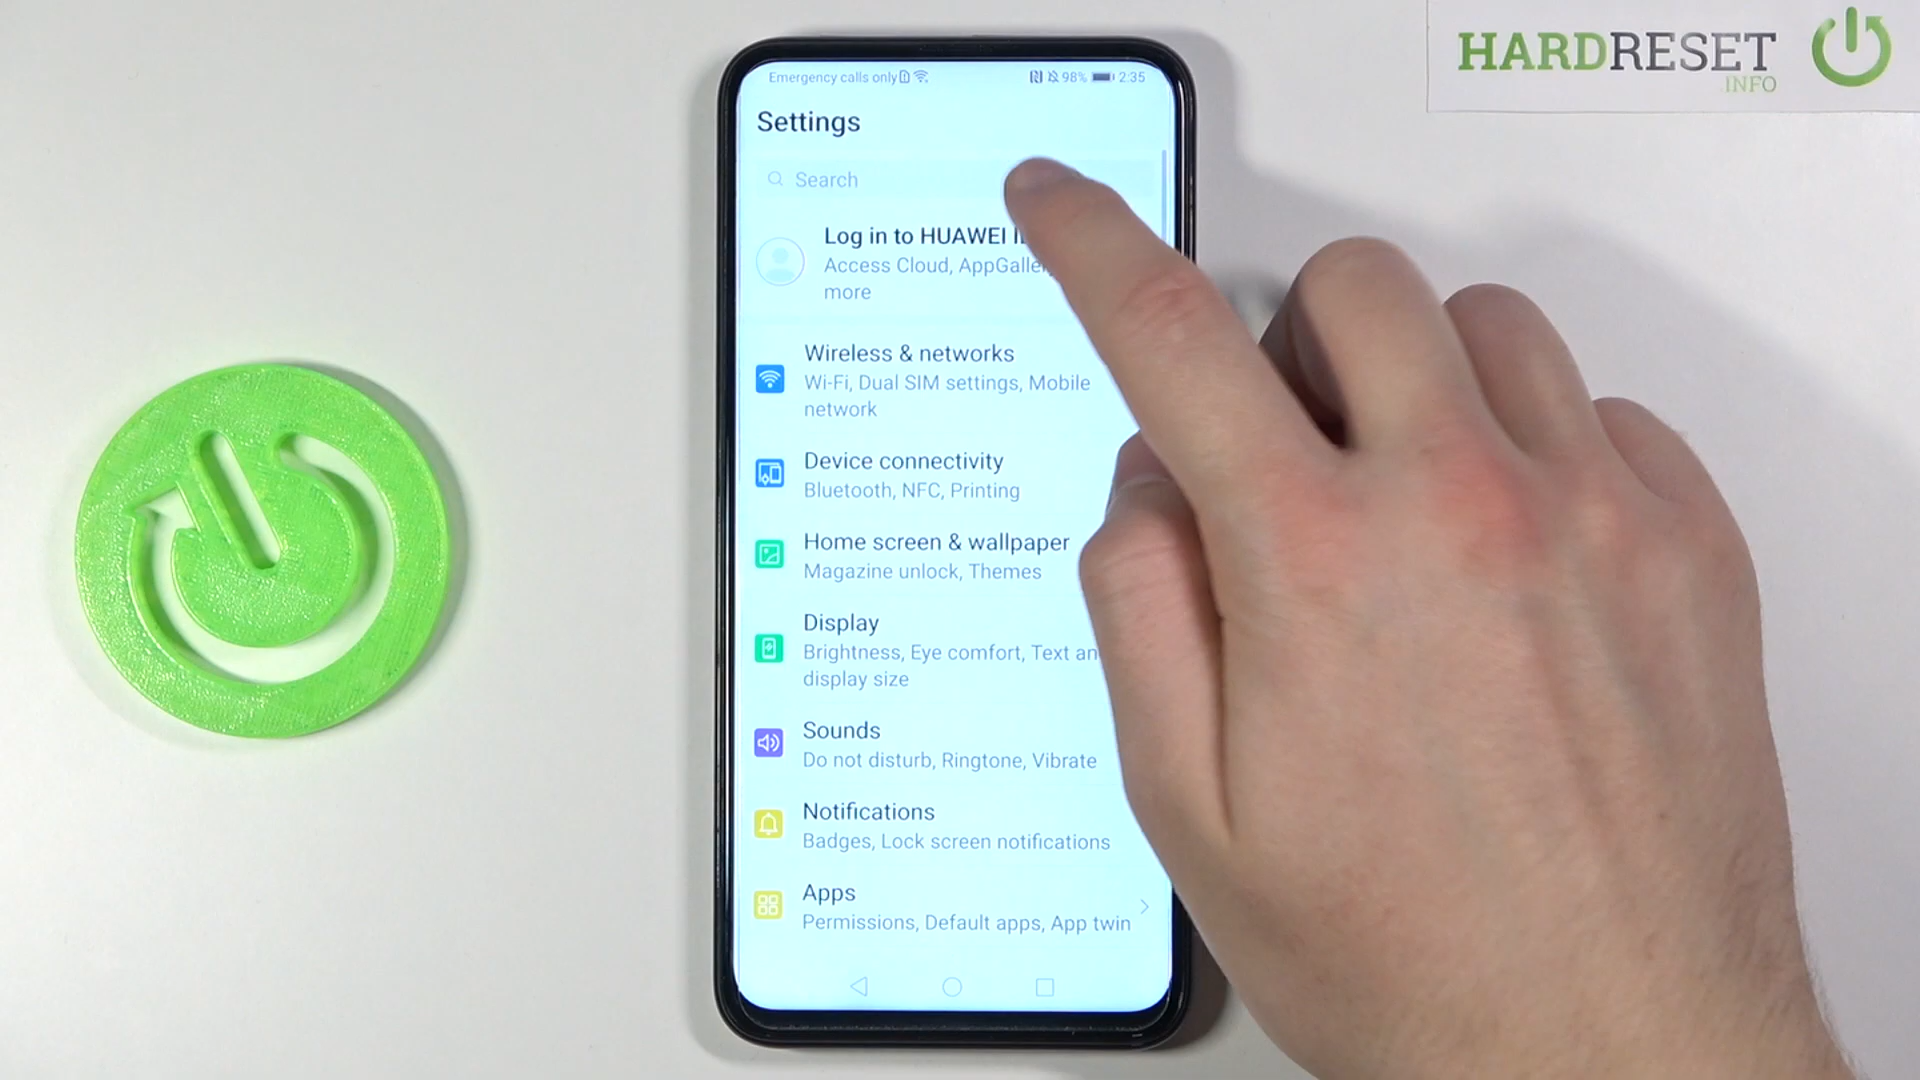 HARDRESET
INFO
Emergency calls only 98% 2:35
Settings
Search
Log in to HUAWEI
Access Cloud, AppGallery
more
Wireless & networks
Wi-Fi, Dual SIM settings, Mobile
network
Device connectivity
Bluetooth, NFC, Printing
Home screen & wallpaper
Magazine unlock, Themes
Display
Brightness, Eye comfort, Text an
display size
Sounds
Do not disturb, Ringtone, Vibrate
Notifications
Badges, Lock screen notifications
Apps
Permissions, Default apps, App twin